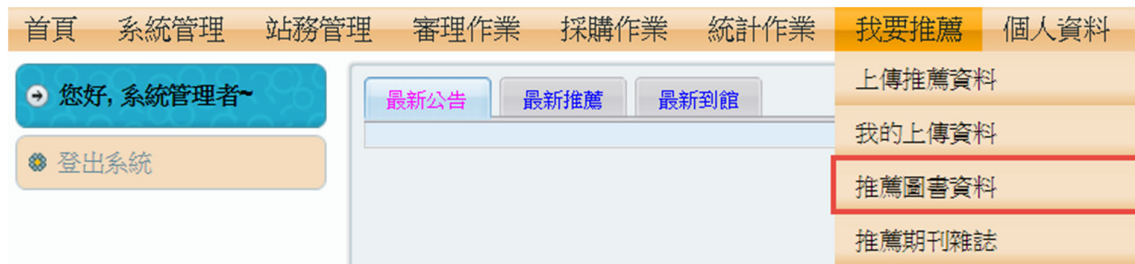 首頁 系統管理 站務管理 審理作業 採購作業 統計作業 我要推薦 個人資料
您好, 系統管理者~
登出系統
最新公告 最新推薦 最新到館
上傳推薦資料
我的上傳資料
推薦圖書資料
推薦期刊雜誌